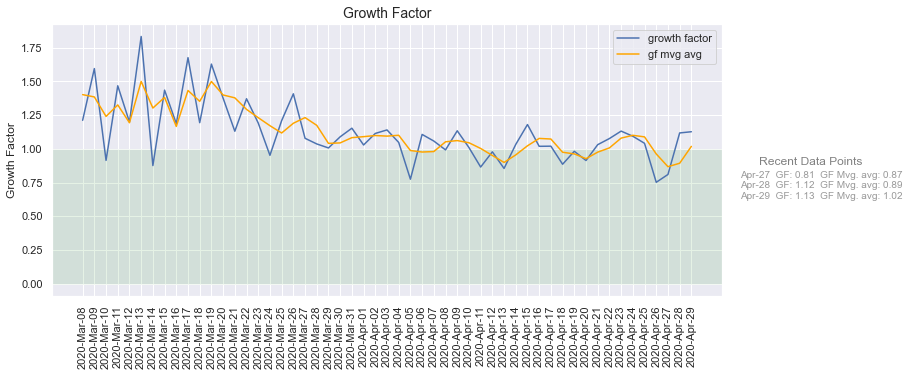 Growth Factor
growth factor
gf mvg avg
Growth Factor
1.75
1.50
1.25
1.00
0.75
0.50
0.25
0.00
2020-Mar-08
2020-Mar-09
2020-Mar-10
2020-Mar-11
2020-Mar-12
2020-Mar-13
2020-Mar-14
2020-Mar-15
2020-Mar-16
2020-Mar-17
2020-Mar-18
2020-Mar-19
2020-Mar-20
2020-Mar-21
2020-Mar-22
2020-Mar-23
2020-Mar-24
2020-Mar-25
2020-Mar-26
2020-Mar-27
2020-Mar-28
2020-Mar-29
2020-Mar-30
2020-Mar-31
2020-Apr-01
2020-Apr-02
2020-Apr-03
2020-Apr-04
2020-Apr-05
2020-Apr-06
2020-Apr-07
2020-Apr-09
2020-Apr-10
2020-Apr-11
2020-Apr-12
2020-Apr-13
2020-Apr-14
2020-Apr-15
2020-Apr-16
2020-Apr-17
2020-Apr-18
2020-Apr-19
2020-Apr-20
2020-Apr-21
2020-Apr-22
2020-Apr-23
2020-Apr-24
2020-Apr-25
2020-Apr-26
2020-Apr-27
2020-Apr-28
2020-Apr-29
Recent Data Points
Apr-27 GF: 0.81 GF Mvg. avg: 0.87
Apr-28 GF: 1.12 GF Mvg. avg: 0.89
Apr-29 GF: 1.13 GF Mvg. avg: 1.02